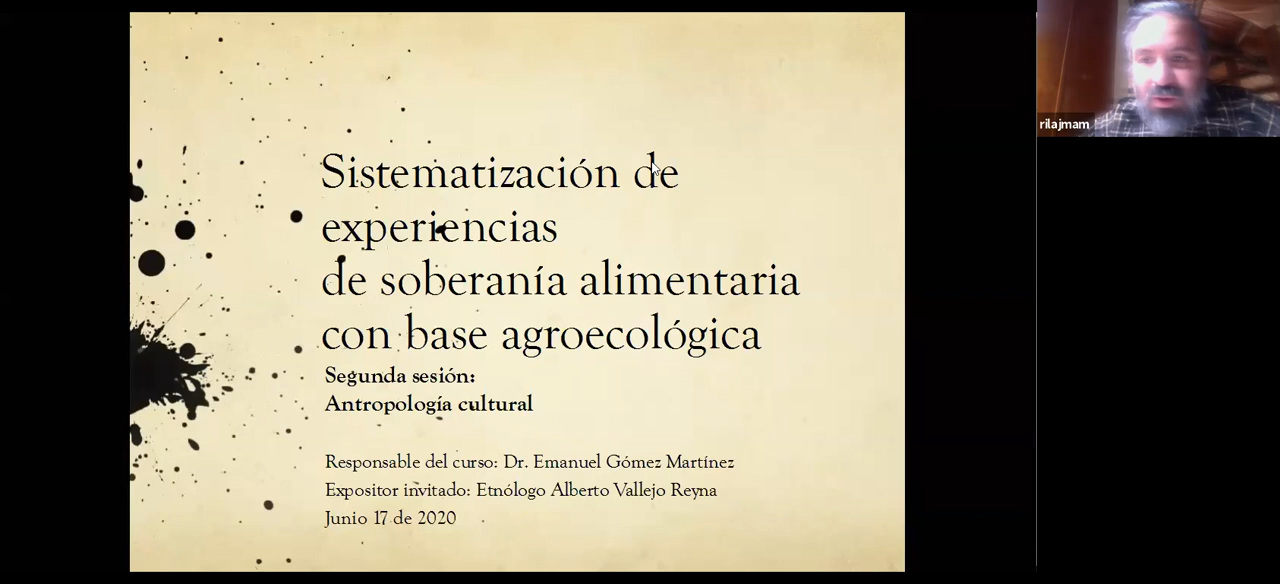 Sistematización de
experiencias
de soberanía alimentaria
con base agroecológica
Segunda sesión:
Antropología cultural
Responsable del curso: Dr. Emanuel Gómez Martínez
Expositor invitado: Etnólogo Alberto Vallejo Reyna
Junio 17 de 2020
rilajmam